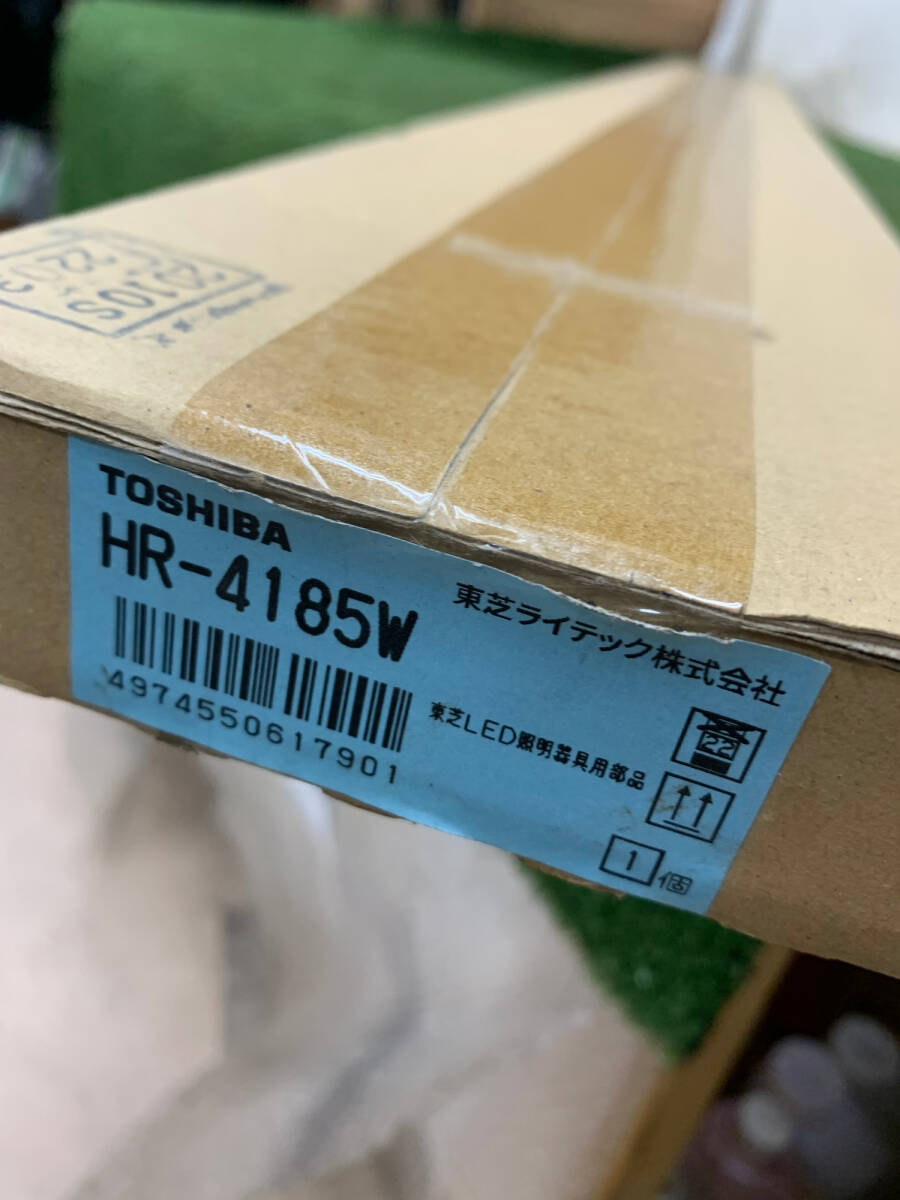 TOSHIBA
HR-4185W
東芝ライテック株式会社
4974550617901
東芝LED照明器具用部品
22
1個